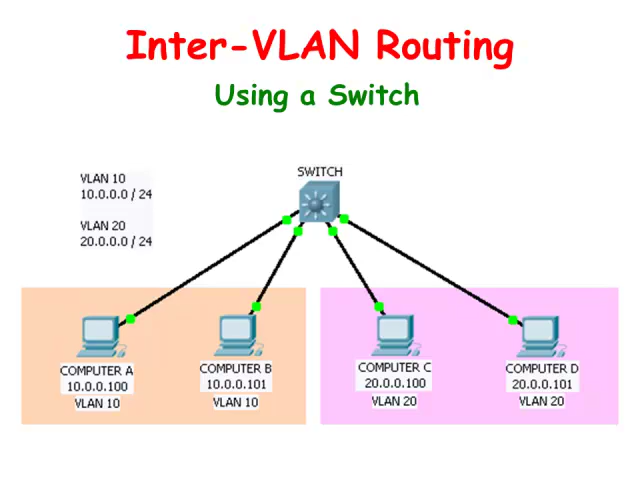 Inter-VLAN Routing
Using a Switch
SWITCH
VLAN 10
10.0.0.0 / 24
VLAN 20
20.0.0.0 / 24
COMPUTER A
10.0.0.100
VLAN 10
COMPUTER B
10.0.0.101
VLAN 10
COMPUTER C
20.0.0.100
VLAN 20
COMPUTER D
20.0.0.101
VLAN 20